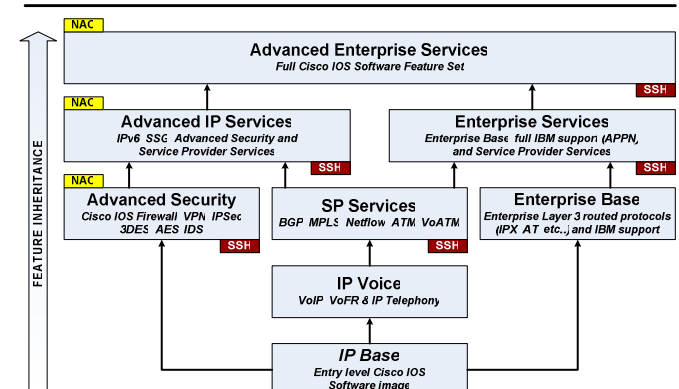 NAC
Advanced Enterprise Services
Full Cisco IOS Software Feature Set
SSH
NAC
Advanced IP Services
IPv6 SSG Advanced Security and
Service Provider Services
SSH
Enterprise Services
Enterprise Base full IBM support (APPN)
and Service Provider Services
SSH
NAC
Advanced Security
Cisco IOS Firewall VPN IPSec
3DES AES IDS
SSH
SP Services
BGP MPLS Netflow ATM VoATM
SSH
Enterprise Base
Enterprise Layer 3 routed protocols
(IPX AT etc..) and IBM support
IP Voice
VoIP VoFR & IP Telephony
IP Base
Entry level Cisco IOS
Software image
FEATURE INHERITANCE